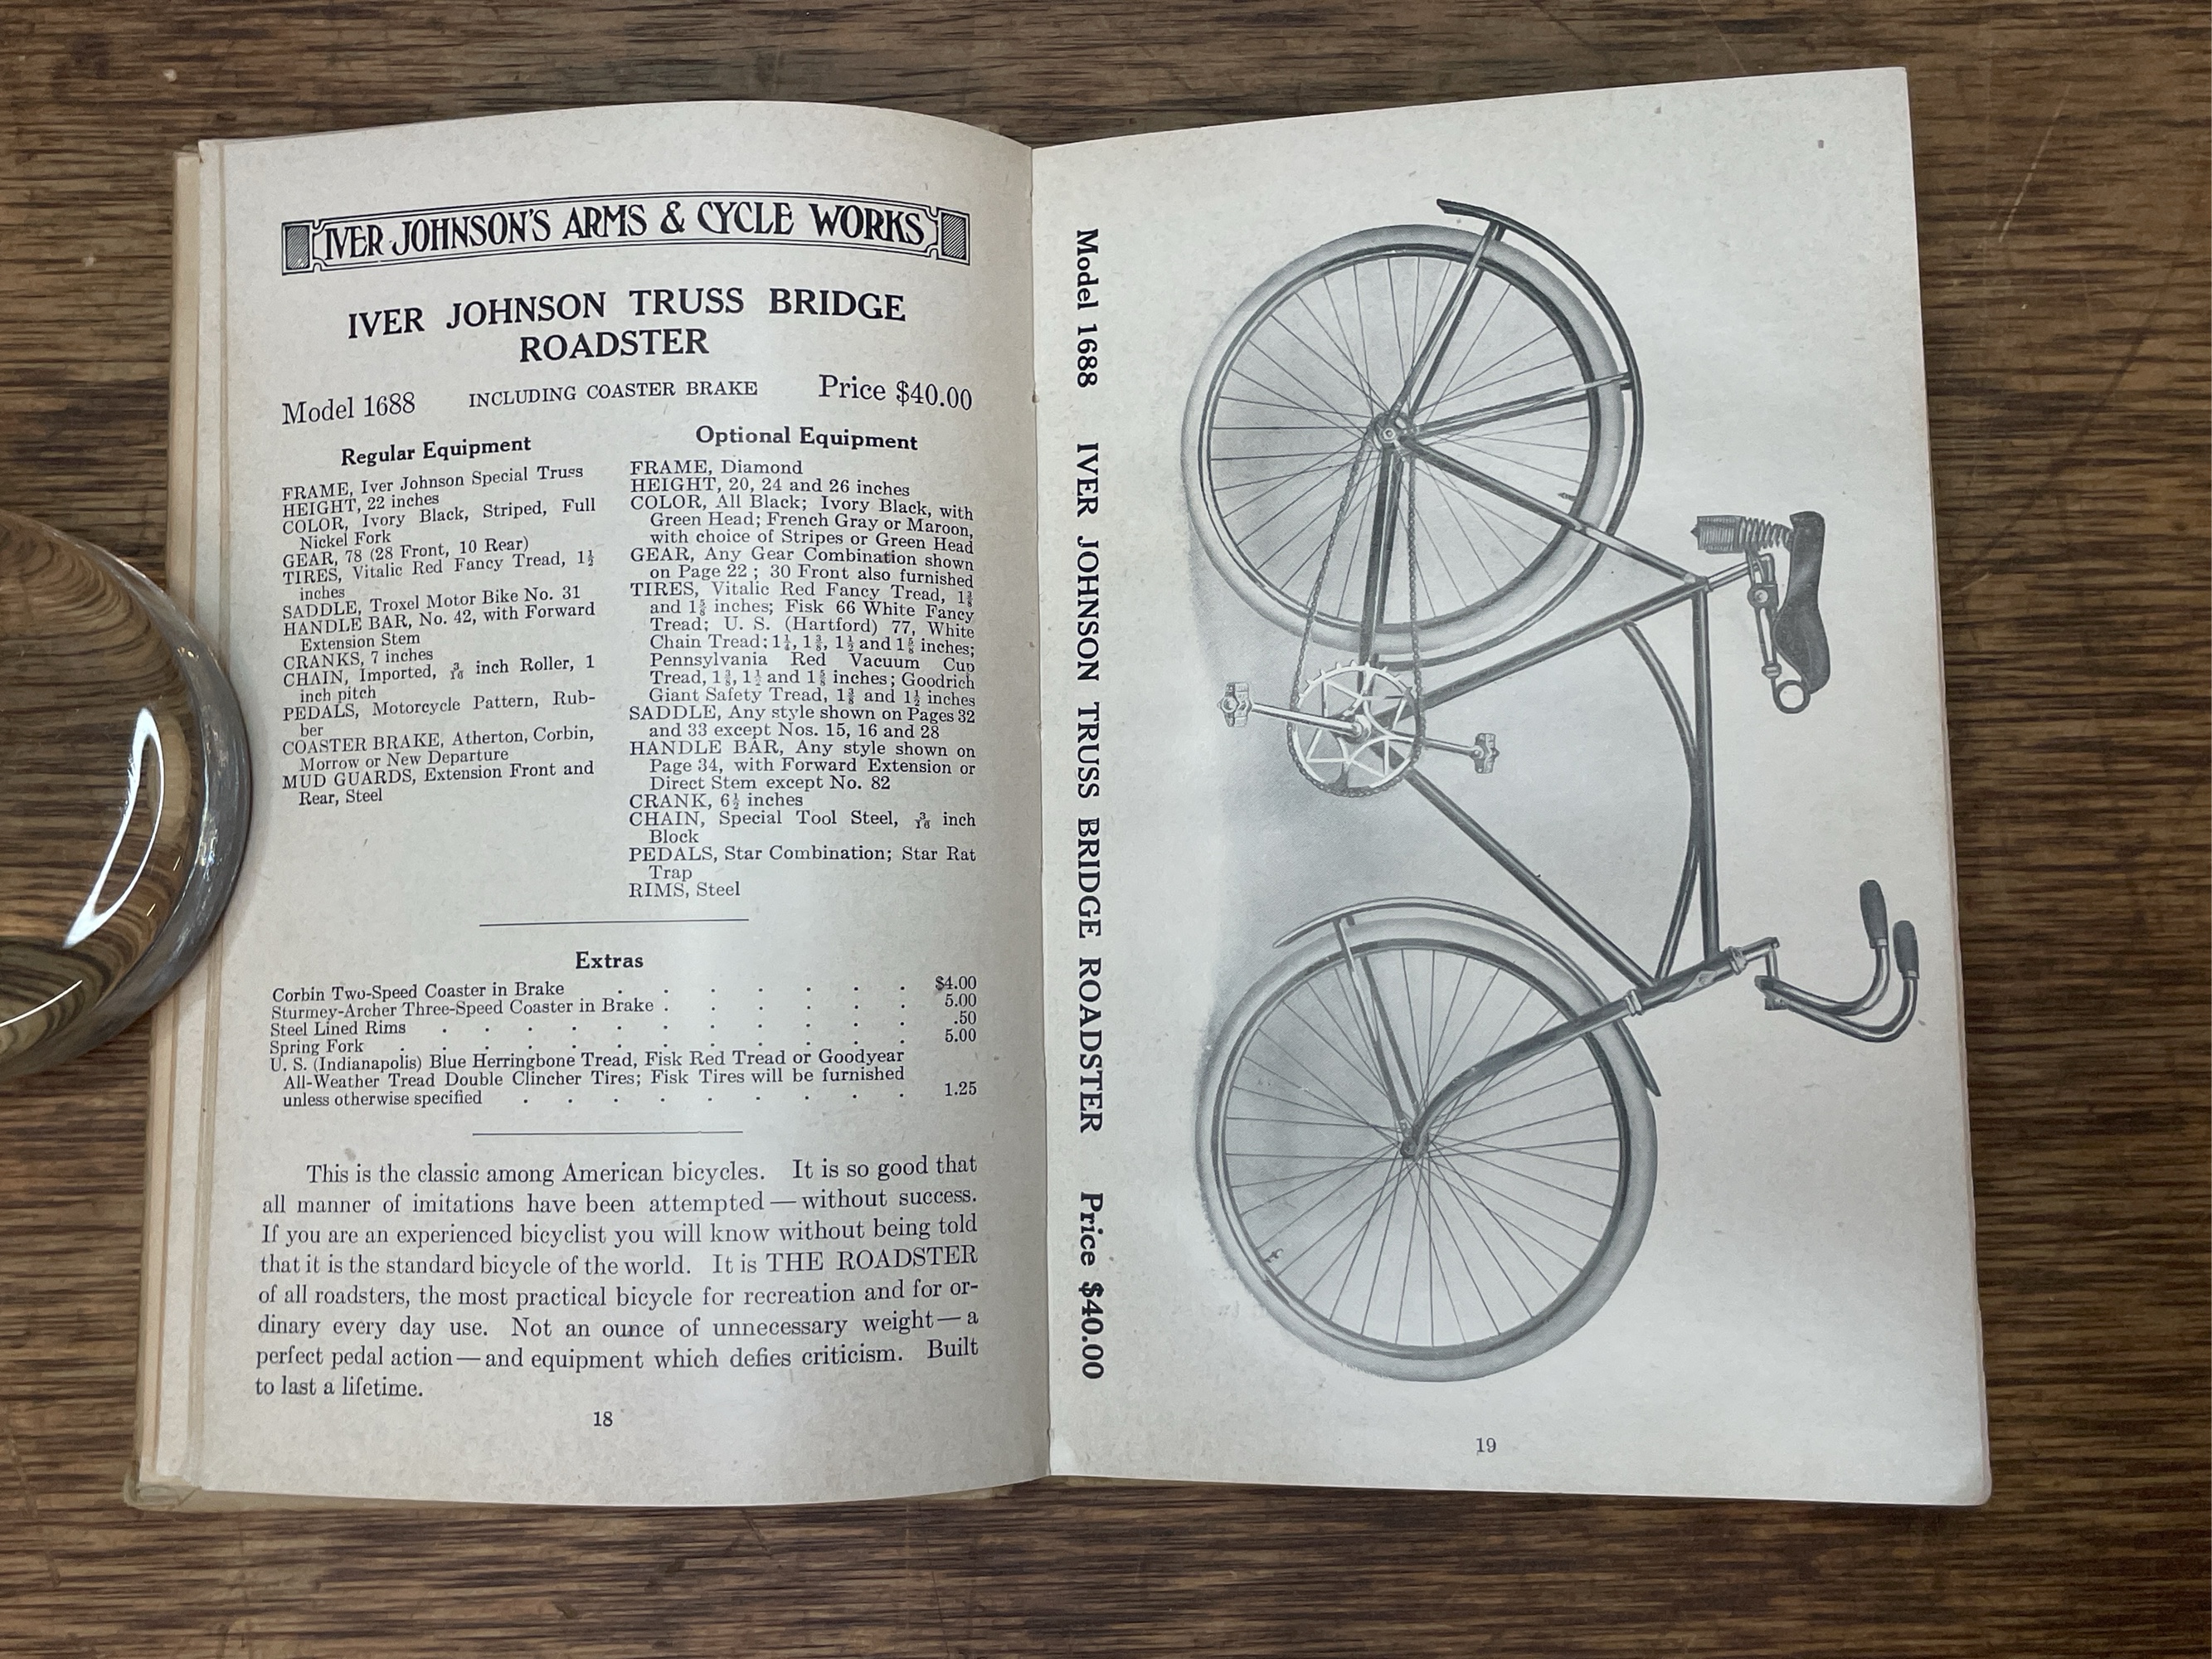 IVER JOHNSON'S ARMS & CYCLE WORKS
IVER JOHNSON TRUSS BRIDGE
ROADSTER
Model 1688 INCLUDING COASTER BRAKE Price $40.00
Regular Equipment
FRAME, Iver Johnson Special Truss
HEIGHT, 22 inches
COLOR, Ivory Black, Striped, Full
Nickel Fork
GEAR, 78 (28 Front, 10 Rear)
TIRES, Vitalic Red Fancy Tread, 1½
inches
SADDLE, Troxel Motor Bike No. 31
HANDLE BAR, No. 42, with Forward
Extension Stem
CRANKS, 7 inches
CHAIN, Imported, 3/16 inch Roller, 1
inch pitch
PEDALS, Motorcycle Pattern, Rub-
ber
COASTER BRAKE, Atherton, Corbin,
Morrow or New Departure
MUD GUARDS, Extension Front and
Rear, Steel
Optional Equipment
FRAME, Diamond
HEIGHT, 20, 24 and 26 inches
COLOR, All Black; Ivory Black, with
Green Head; French Gray or Maroon,
with choice of Stripes or Green Head
GEAR, Any Gear Combination shown
on Page 22; 30 Front also furnished
TIRES, Vitalic Red Fancy Tread, 1⅜
and 1⅝ inches; Fisk 66 White Fancy
Tread; U. S. (Hartford) 77, White
Chain Tread; 1¼, 1⅜, 1½ and 1⅝ inches;
Pennsylvania Red Vacuum Cup
Tread, 1⅜, 1½ and 1⅝ inches; Goodrich
Giant Safety Tread, 1⅜ and 1½ inches
SADDLE, Any style shown on Pages 32
and 33 except Nos. 15, 16 and 28
HANDLE BAR, Any style shown on
Page 34, with Forward Extension or
Direct Stem except No. 82
CRANK, 6½ inches
CHAIN, Special Tool Steel, 3/16 inch
Block
PEDALS, Star Combination; Star Rat
Trap
RIMS, Steel
Extras
Corbin Two-Speed Coaster in Brake . . . . . . $4.00
Sturmey-Archer Three-Speed Coaster in Brake . . . . . . 5.00
Steel Lined Rims . . . . . . . . . . . .50
Spring Fork . . . . . . . . . . . . 5.00
U. S. (Indianapolis) Blue Herringbone Tread, Fisk Red Tread or Goodyear
All-Weather Tread Double Clincher Tires; Fisk Tires will be furnished
unless otherwise specified . . . . . . . . . 1.25
This is the classic among American bicycles. It is so good that
all manner of imitations have been attempted — without success.
If you are an experienced bicyclist you will know without being told
that it is the standard bicycle of the world. It is THE ROADSTER
of all roadsters, the most practical bicycle for recreation and for or-
dinary every day use. Not an ounce of unnecessary weight — a
perfect pedal action — and equipment which defies criticism. Built
to last a lifetime.
18
Model 1688 IVER JOHNSON TRUSS BRIDGE ROADSTER Price $40.00
19